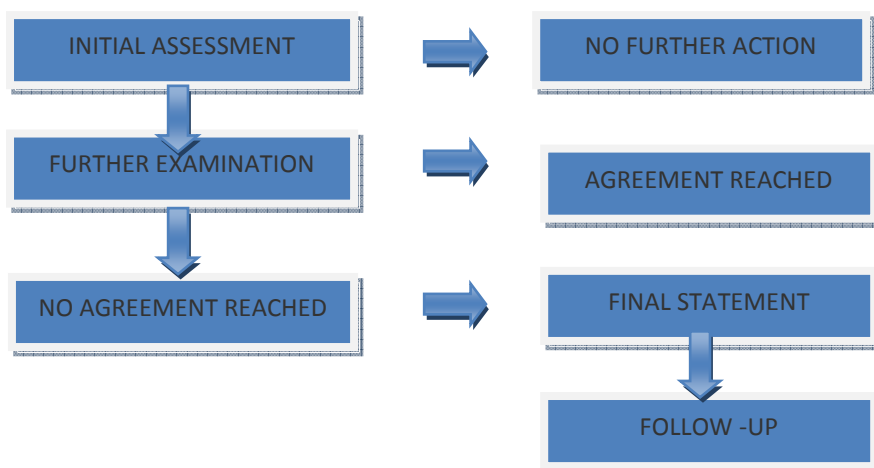 INITIAL ASSESSMENT
NO FURTHER ACTION
FURTHER EXAMINATION
AGREEMENT REACHED
NO AGREEMENT REACHED
FINAL STATEMENT
FOLLOW -UP